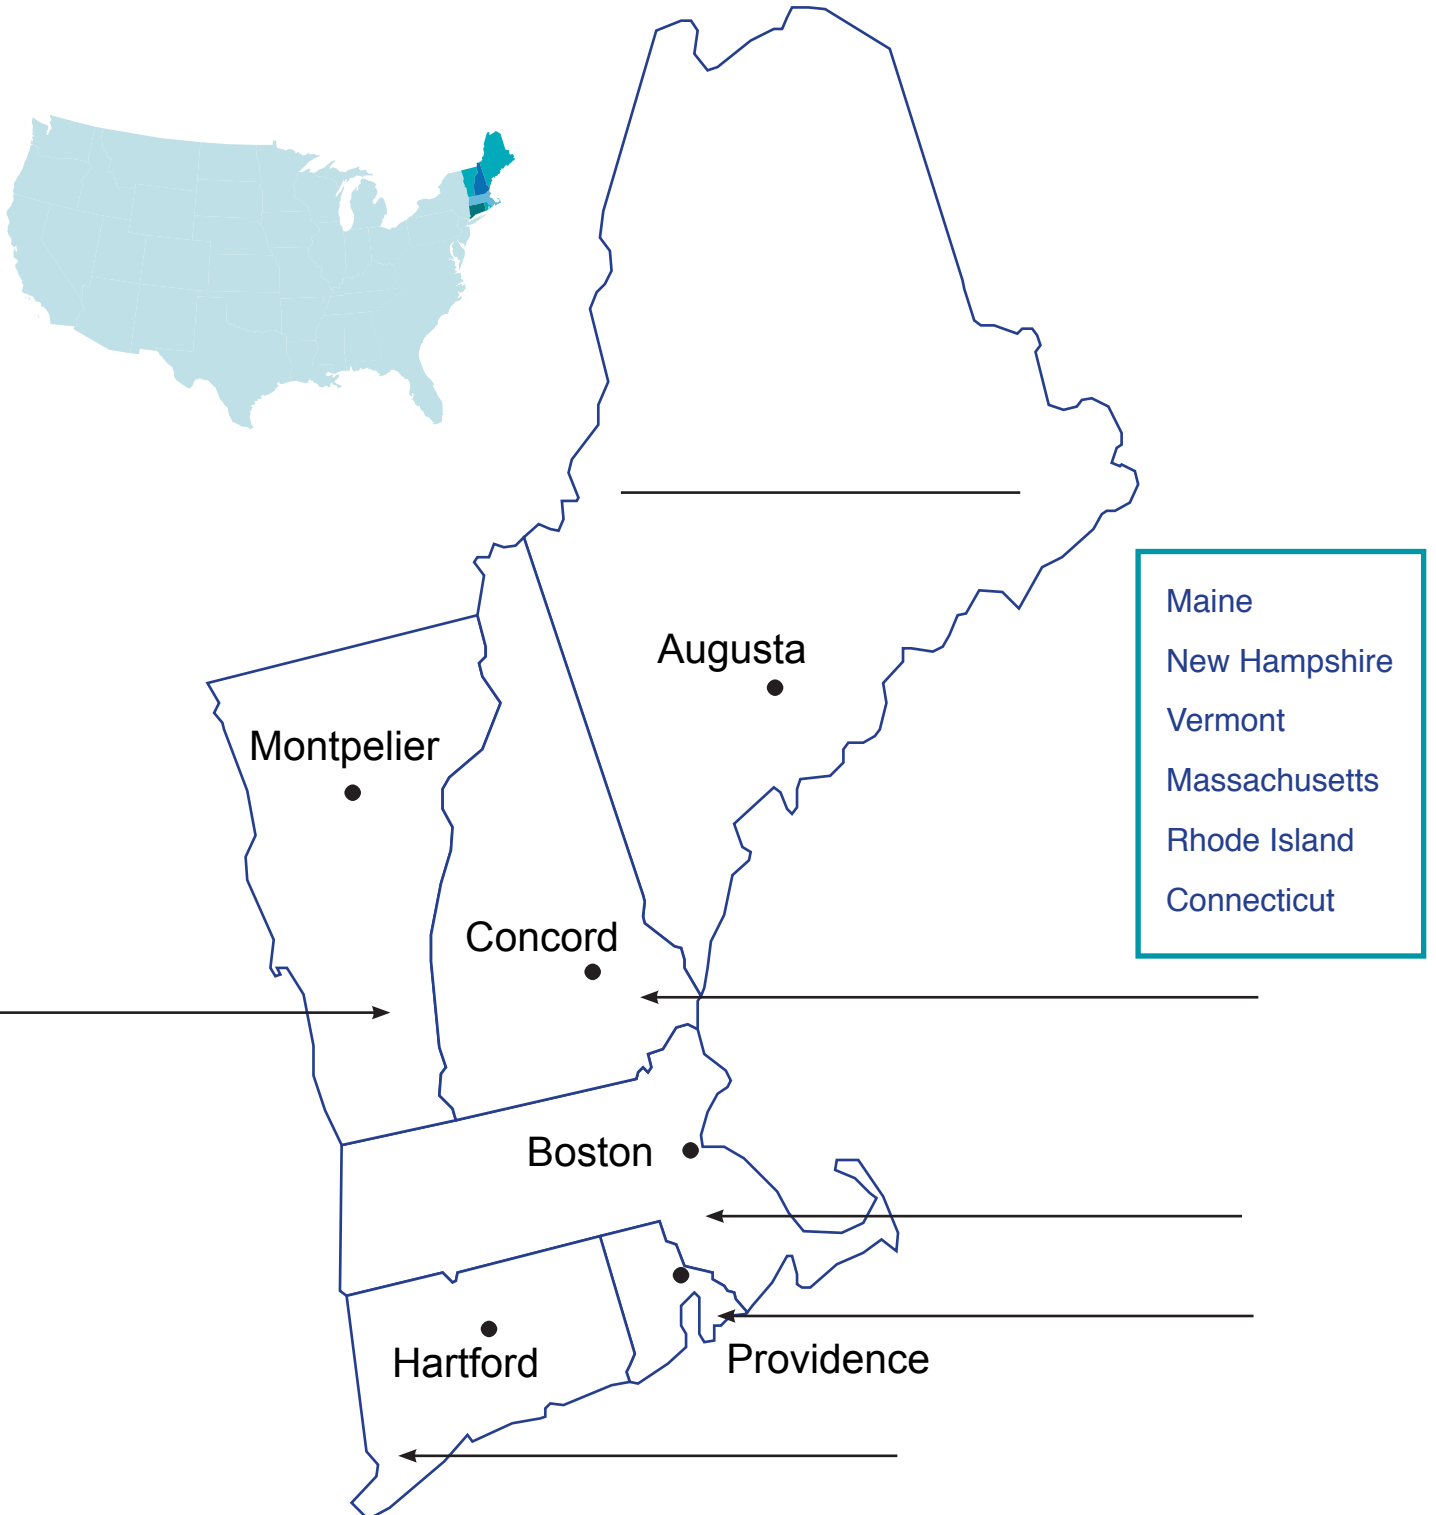 Augusta
Montpelier
Concord
Boston
Hartford
Providence
Maine
New Hampshire
Vermont
Massachusetts
Rhode Island
Connecticut